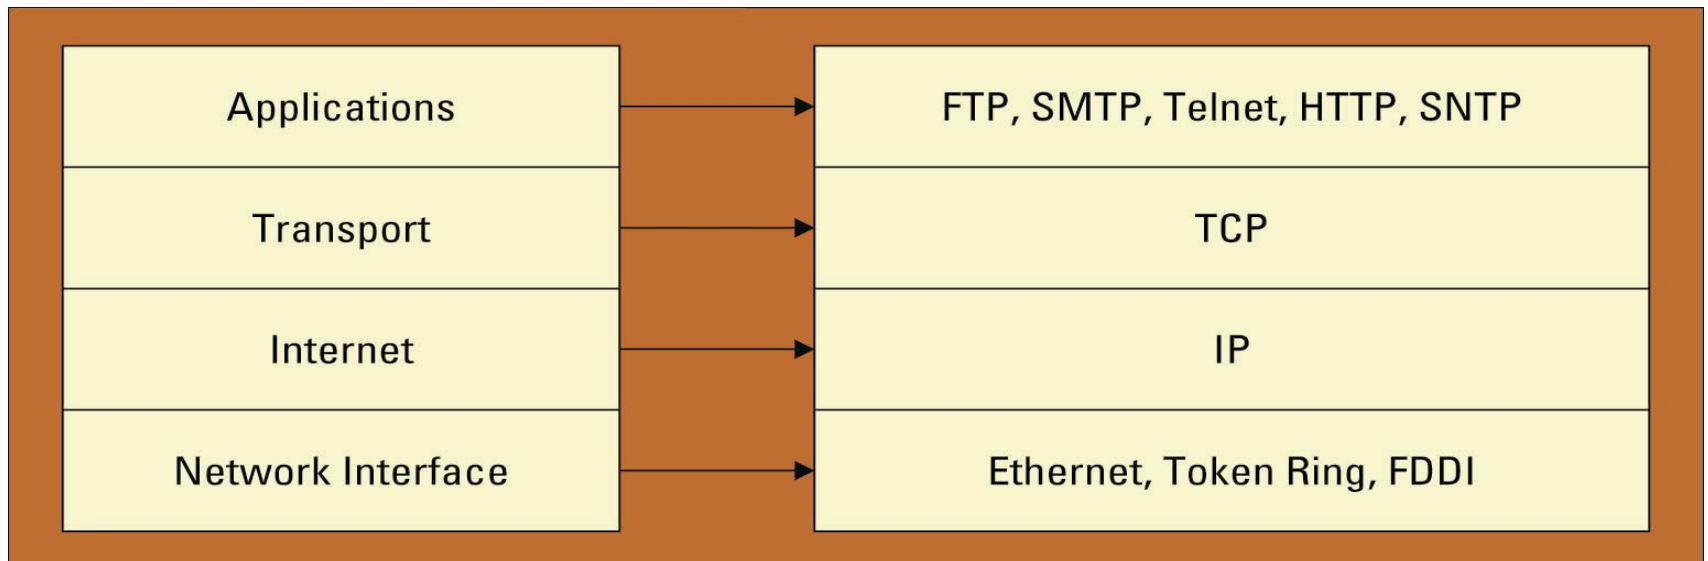 Applications
FTP, SMTP, Telnet, HTTP, SNTP
Transport
TCP
Internet
IP
Network Interface
Ethernet, Token Ring, FDDI